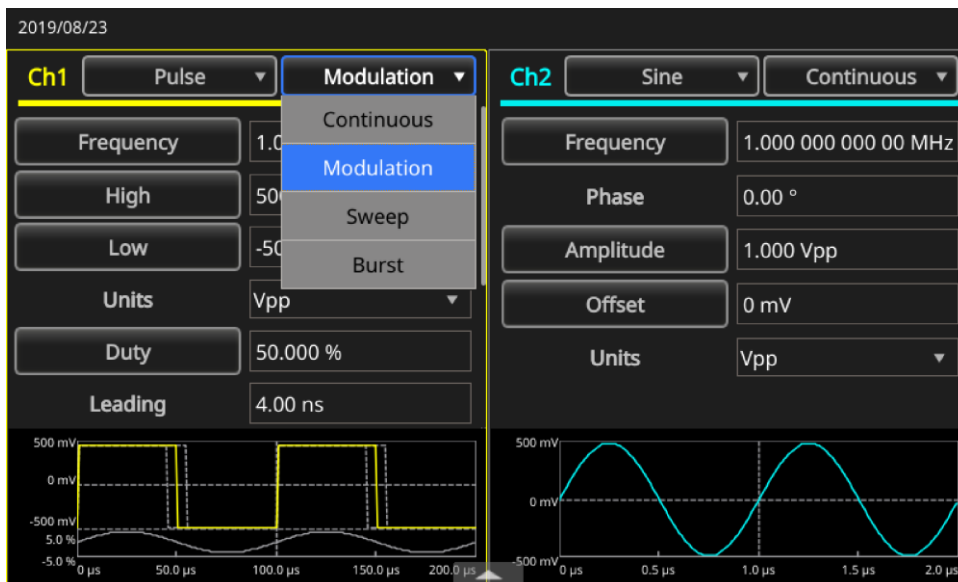 2019/08/23
Ch1 Pulse Modulation
Continuous
Modulation
Sweep
Burst
Frequency 1.0
High 500
Low -50
Units Vpp
Duty 50.000 %
Leading 4.00 ns
500 mV
0 mV
-500 mV
5.0 %
-5.0 %
0 µs 50.0 µs 100.0 µs 150.0 µs 200.0 µs
Ch2 Sine Continuous
Frequency 1.000 000 000 00 MHz
Phase 0.00 °
Amplitude 1.000 Vpp
Offset 0 mV
Units Vpp
500 mV
0 mV
-500 mV
0 µs 0.5 µs 1.0 µs 1.5 µs 2.0 µs